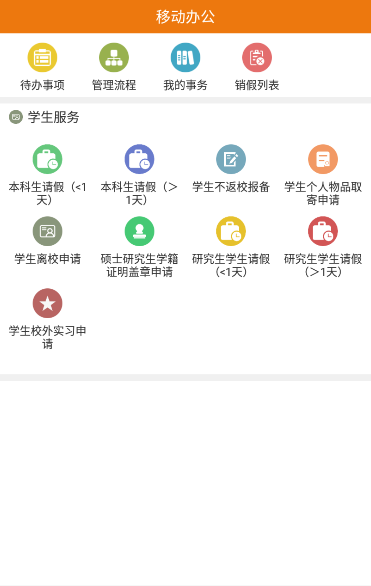 移动办公
待办事项 管理流程 我的事务 销假列表
学生服务
本科生请假（<1 本科生请假（＞ 学生不返校报备 学生个人物品取
天） 1天） 寄申请
学生离校申请 硕士研究生学籍 研究生学生请假 研究生学生请假
证明盖章申请 （<1天） （＞1天）
学生校外实习申
请